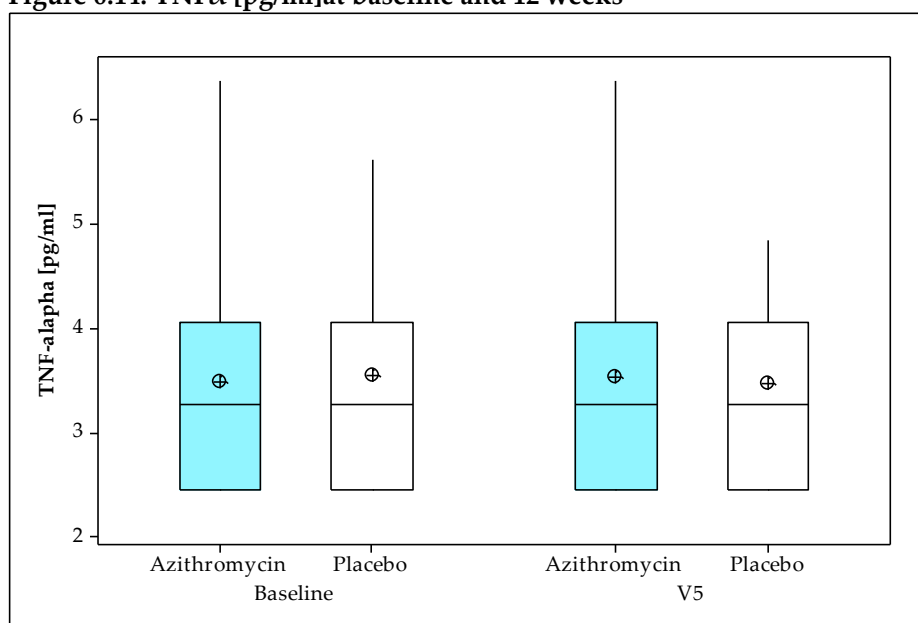 Figure 6.14: TNFα [pg/ml]at baseline and 12 weeks
TNF-alapha [pg/ml]
6
5
4
3
2
Azithromycin Placebo Azithromycin Placebo
Baseline V5